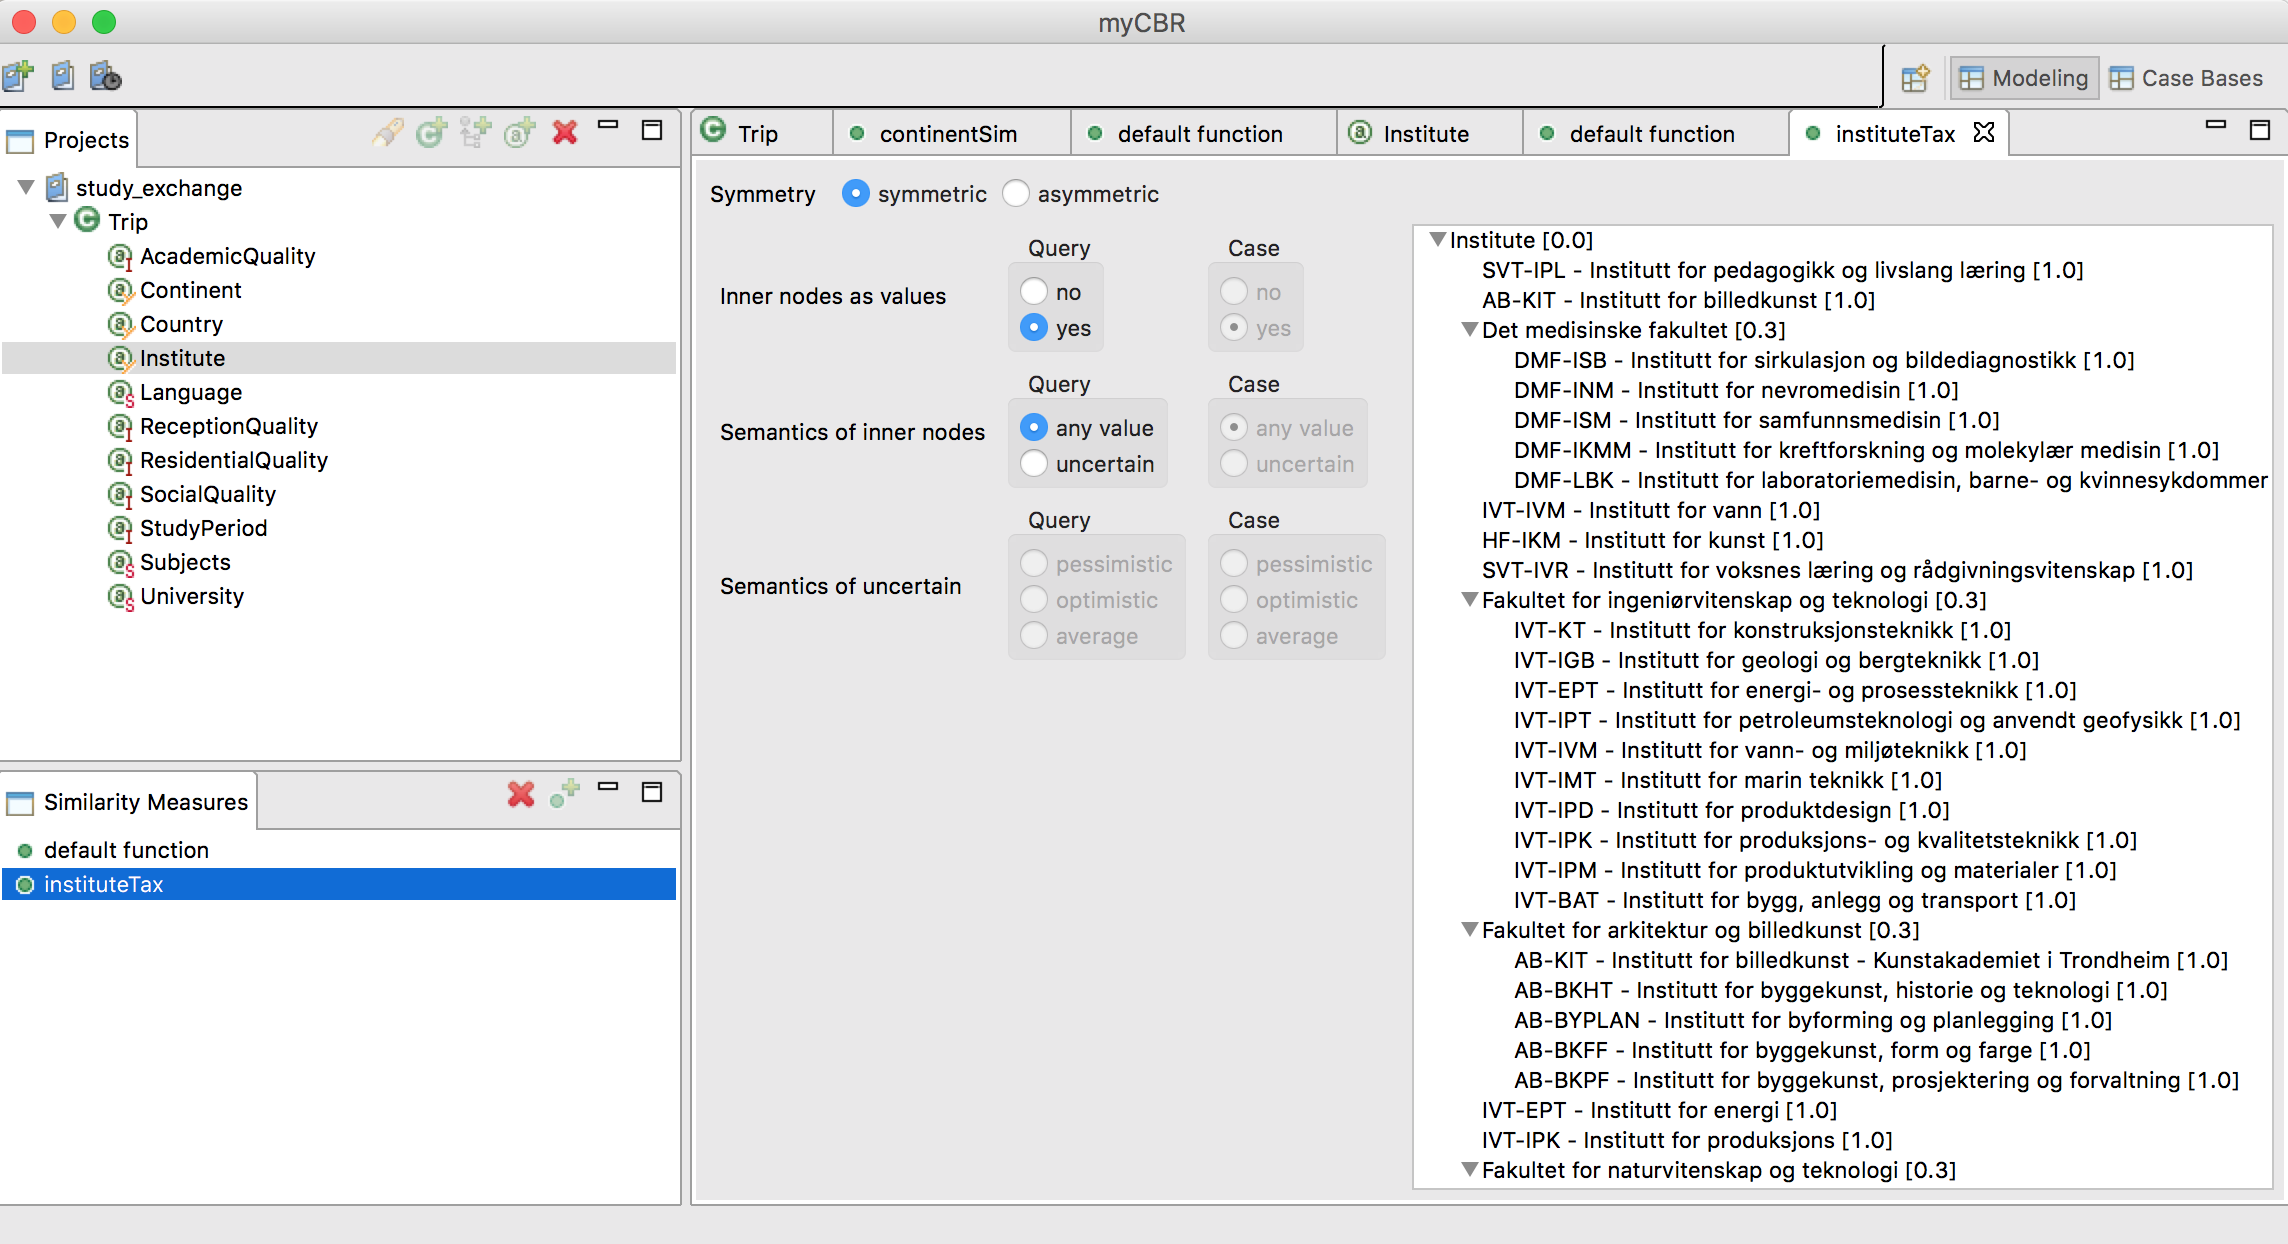 myCBR
Modeling
Case Bases
Projects
study_exchange
Trip
AcademicQuality
Continent
Country
Institute
Language
ReceptionQuality
ResidentialQuality
SocialQuality
StudyPeriod
Subjects
University
Similarity Measures
default function
instituteTax
Trip
continentSim
default function
Institute
default function
instituteTax
Symmetry symmetric asymmetric
Query Case
Inner nodes as values
no no
yes yes
Query Case
Semantics of inner nodes
any value any value
uncertain uncertain
Query Case
Semantics of uncertain
pessimistic pessimistic
optimistic optimistic
average average
Institute [0.0]
SVT-IPL - Institutt for pedagogikk og livslang læring [1.0]
AB-KIT - Institutt for billedkunst [1.0]
Det medisinske fakultet [0.3]
DMF-ISB - Institutt for sirkulasjon og bildediagnostikk [1.0]
DMF-INM - Institutt for nevromedisin [1.0]
DMF-ISM - Institutt for samfunnsmedisin [1.0]
DMF-IKMM - Institutt for kreftforskning og molekylær medisin [1.0]
DMF-LBK - Institutt for laboratoriemedisin, barne- og kvinnesykdommer
IVT-IVM - Institutt for vann [1.0]
HF-IKM - Institutt for kunst [1.0]
SVT-IVR - Institutt for voksnes læring og rådgivningsvitenskap [1.0]
Fakultet for ingeniørvitenskap og teknologi [0.3]
IVT-KT - Institutt for konstruksjonsteknikk [1.0]
IVT-IGB - Institutt for geologi og bergteknikk [1.0]
IVT-EPT - Institutt for energi- og prosessteknikk [1.0]
IVT-IPT - Institutt for petroleumsteknologi og anvendt geofysikk [1.0]
IVT-IVM - Institutt for vann- og miljøteknikk [1.0]
IVT-IMT - Institutt for marin teknikk [1.0]
IVT-IPD - Institutt for produktdesign [1.0]
IVT-IPK - Institutt for produksjons- og kvalitetsteknikk [1.0]
IVT-IPM - Institutt for produktutvikling og materialer [1.0]
IVT-BAT - Institutt for bygg, anlegg og transport [1.0]
Fakultet for arkitektur og billedkunst [0.3]
AB-KIT - Institutt for billedkunst - Kunstakademiet i Trondheim [1.0]
AB-BKHT - Institutt for byggekunst, historie og teknologi [1.0]
AB-BYPLAN - Institutt for byforming og planlegging [1.0]
AB-BKFF - Institutt for byggekunst, form og farge [1.0]
AB-BKPF - Institutt for byggekunst, prosjektering og forvaltning [1.0]
IVT-EPT - Institutt for energi [1.0]
IVT-IPK - Institutt for produksjons [1.0]
Fakultet for naturvitenskap og teknologi [0.3]